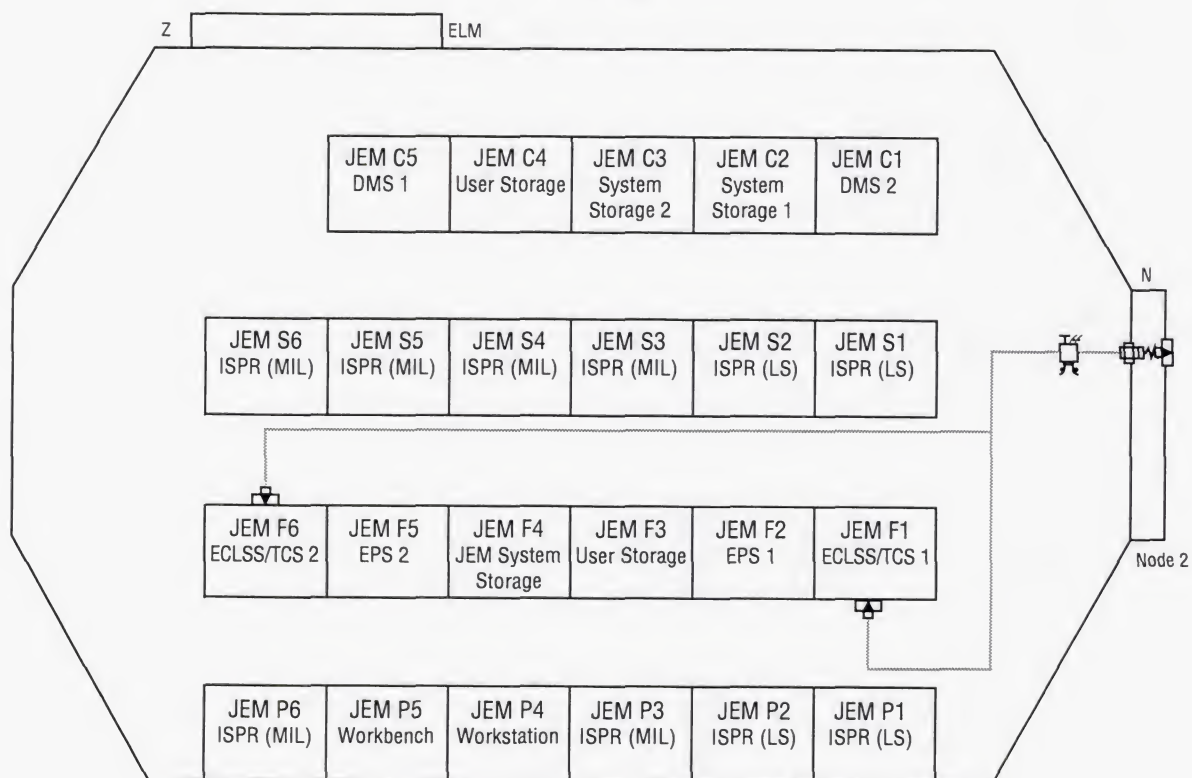 Z
ELM
JEM C5
DMS 1
JEM C4
User Storage
JEM C3
System
Storage 2
JEM C2
System
Storage 1
JEM C1
DMS 2
N
JEM S6
ISPR (MIL)
JEM S5
ISPR (MIL)
JEM S4
ISPR (MIL)
JEM S3
ISPR (MIL)
JEM S2
ISPR (LS)
JEM S1
ISPR (LS)
JEM F6
ECLSS/TCS 2
JEM F5
EPS 2
JEM F4
JEM System
Storage
JEM F3
User Storage
JEM F2
EPS 1
JEM F1
ECLSS/TCS 1
Node 2
JEM P6
ISPR (MIL)
JEM P5
Workbench
JEM P4
Workstation
JEM P3
ISPR (MIL)
JEM P2
ISPR (LS)
JEM P1
ISPR (LS)